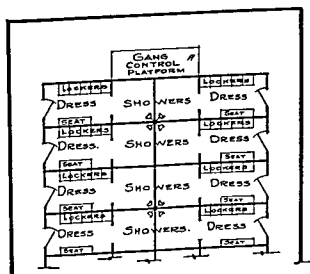 GANG
CONTROL
PLATFORM
LOCKERS LOCKERS
DRESS SHOWERS DRESS
SEAT SEAT
LOCKERS LOCKERS
DRESS. SHOWERS DRESS
SEAT SEAT
LOCKERS LOCKERS
DRESS SHOWERS DRESS
SEAT SEAT
LOCKERS LOCKERS
DRESS SHOWERS. DRESS
SEAT SEAT